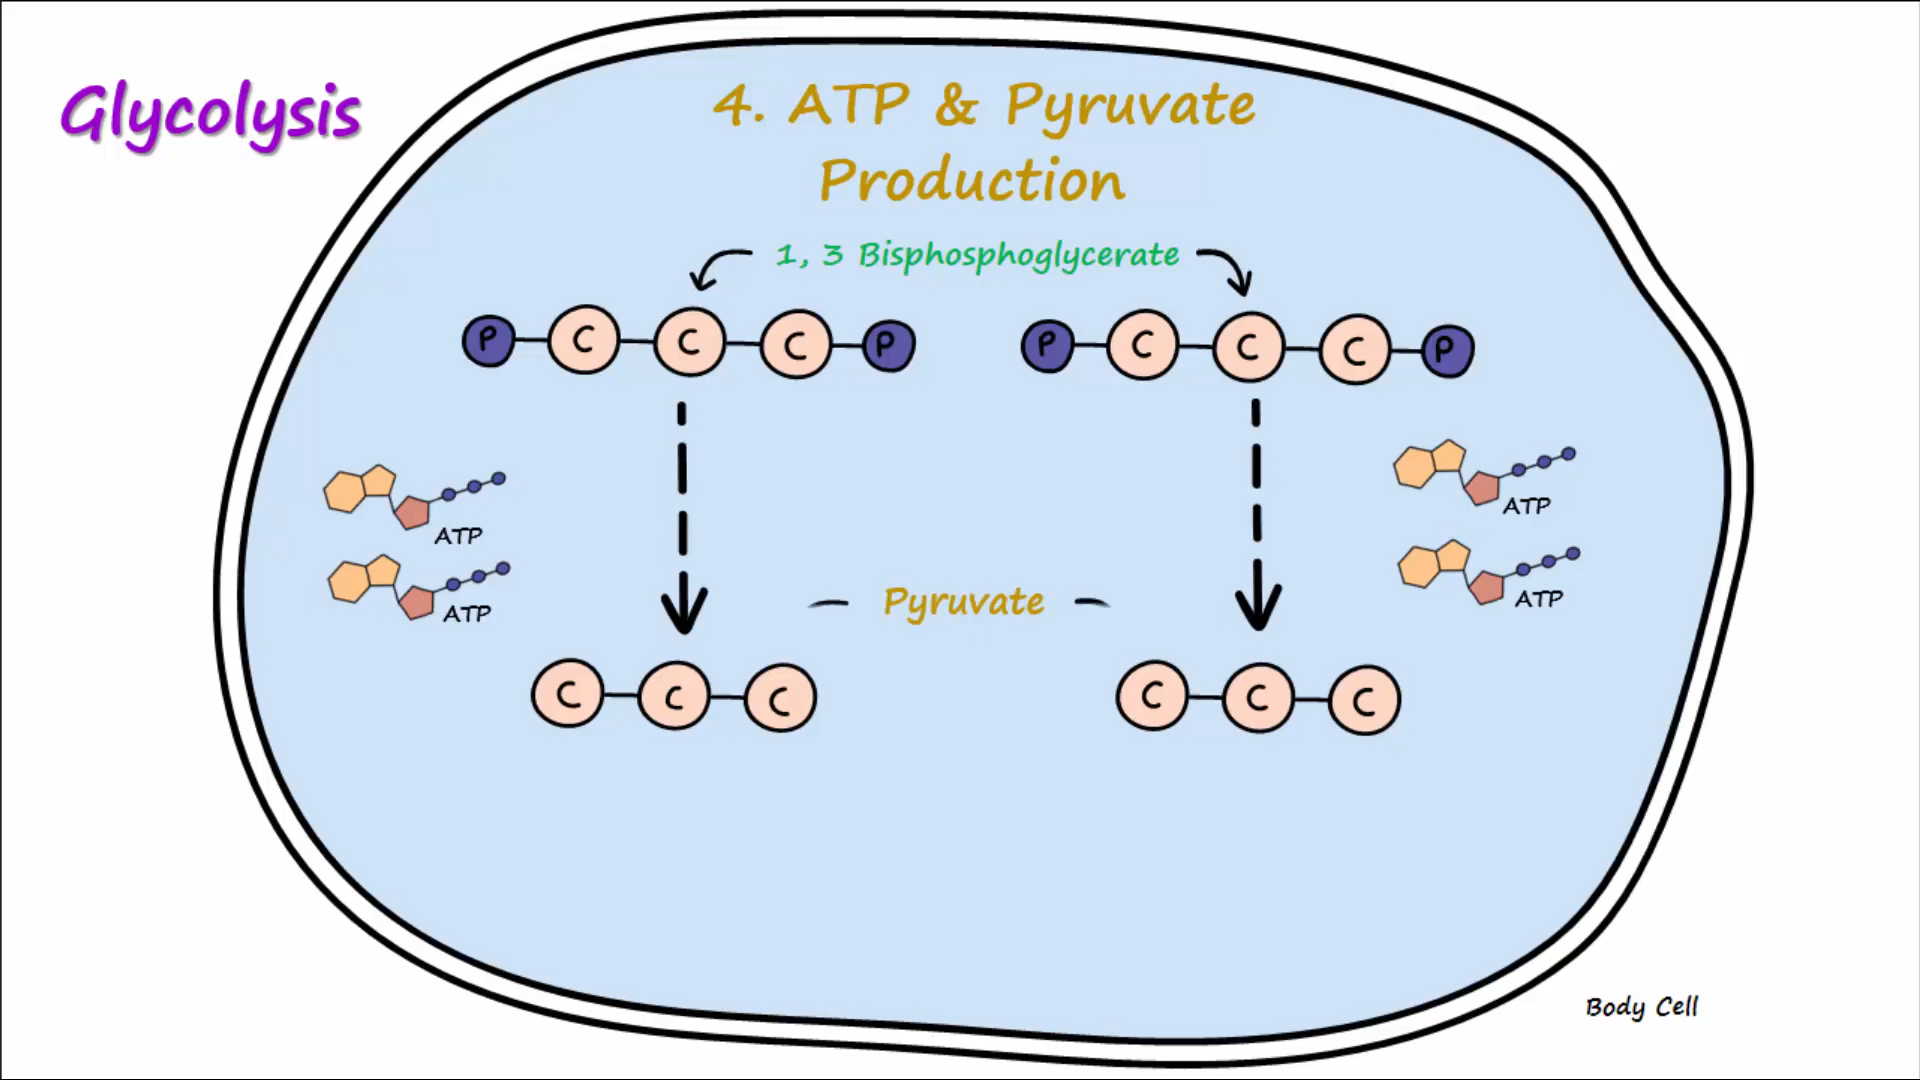 Glycolysis
4. ATP & Pyruvate
Production
1, 3 Bisphosphoglycerate
P C C C P P C C C P
ATP ATP
ATP ATP
Pyruvate
C C C C C C
Body Cell